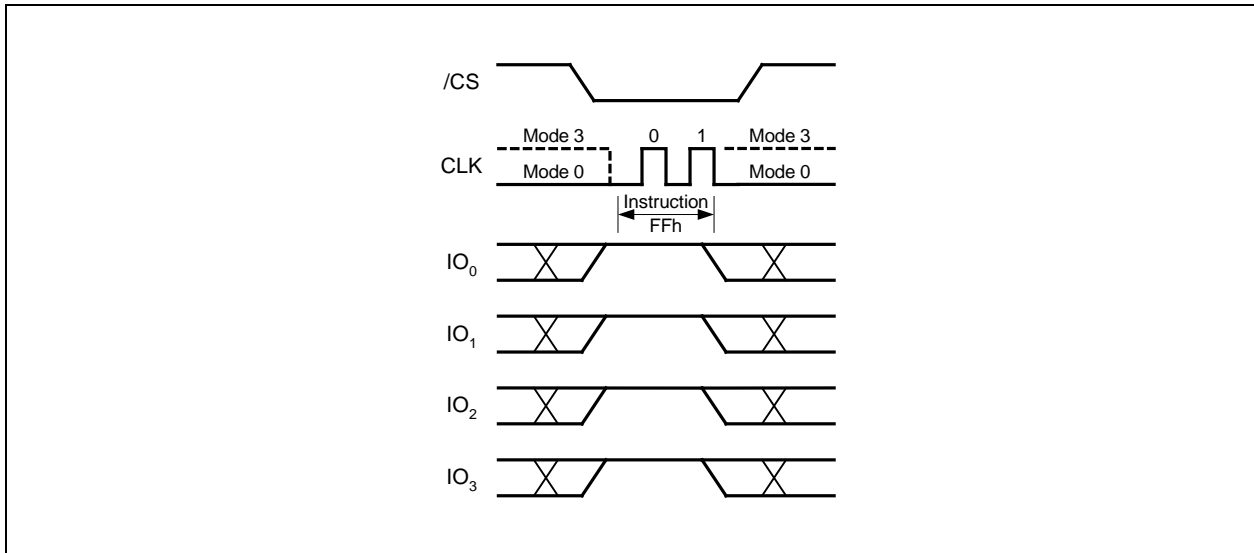 /CS
Mode 3 0 1 Mode 3
CLK
Mode 0 Mode 0
Instruction
FFh
IO0
IO1
IO2
IO3